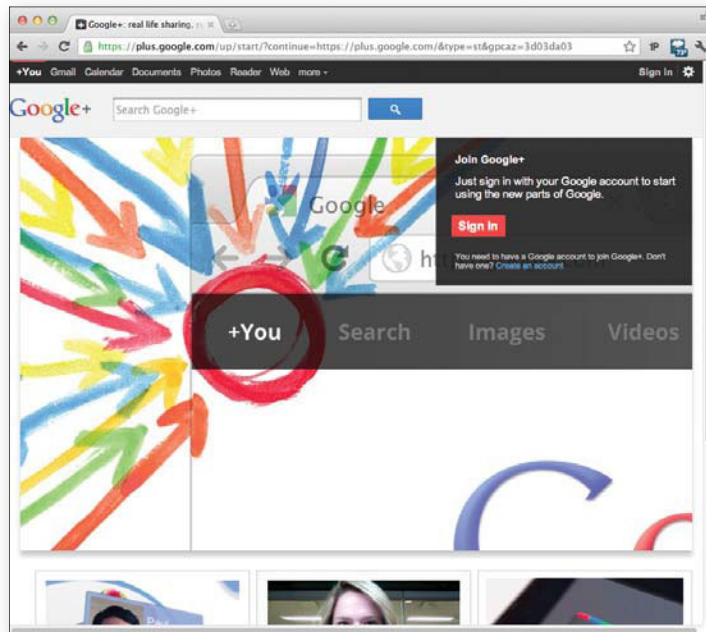 Google+: real life sharing, r
https://plus.google.com/up/start/?continue=https://plus.google.com/&type=st&gpcaz=3d03da03
+You Gmail Calendar Documents Photos Reader Web more Sign in
Google+ Search Google+
Join Google+
Just sign in with your Google account to start
using the new parts of Google.
Sign in
You need to have a Google account to join Google+. Don't
have one? Create an account
Google
+You Search Images Videos